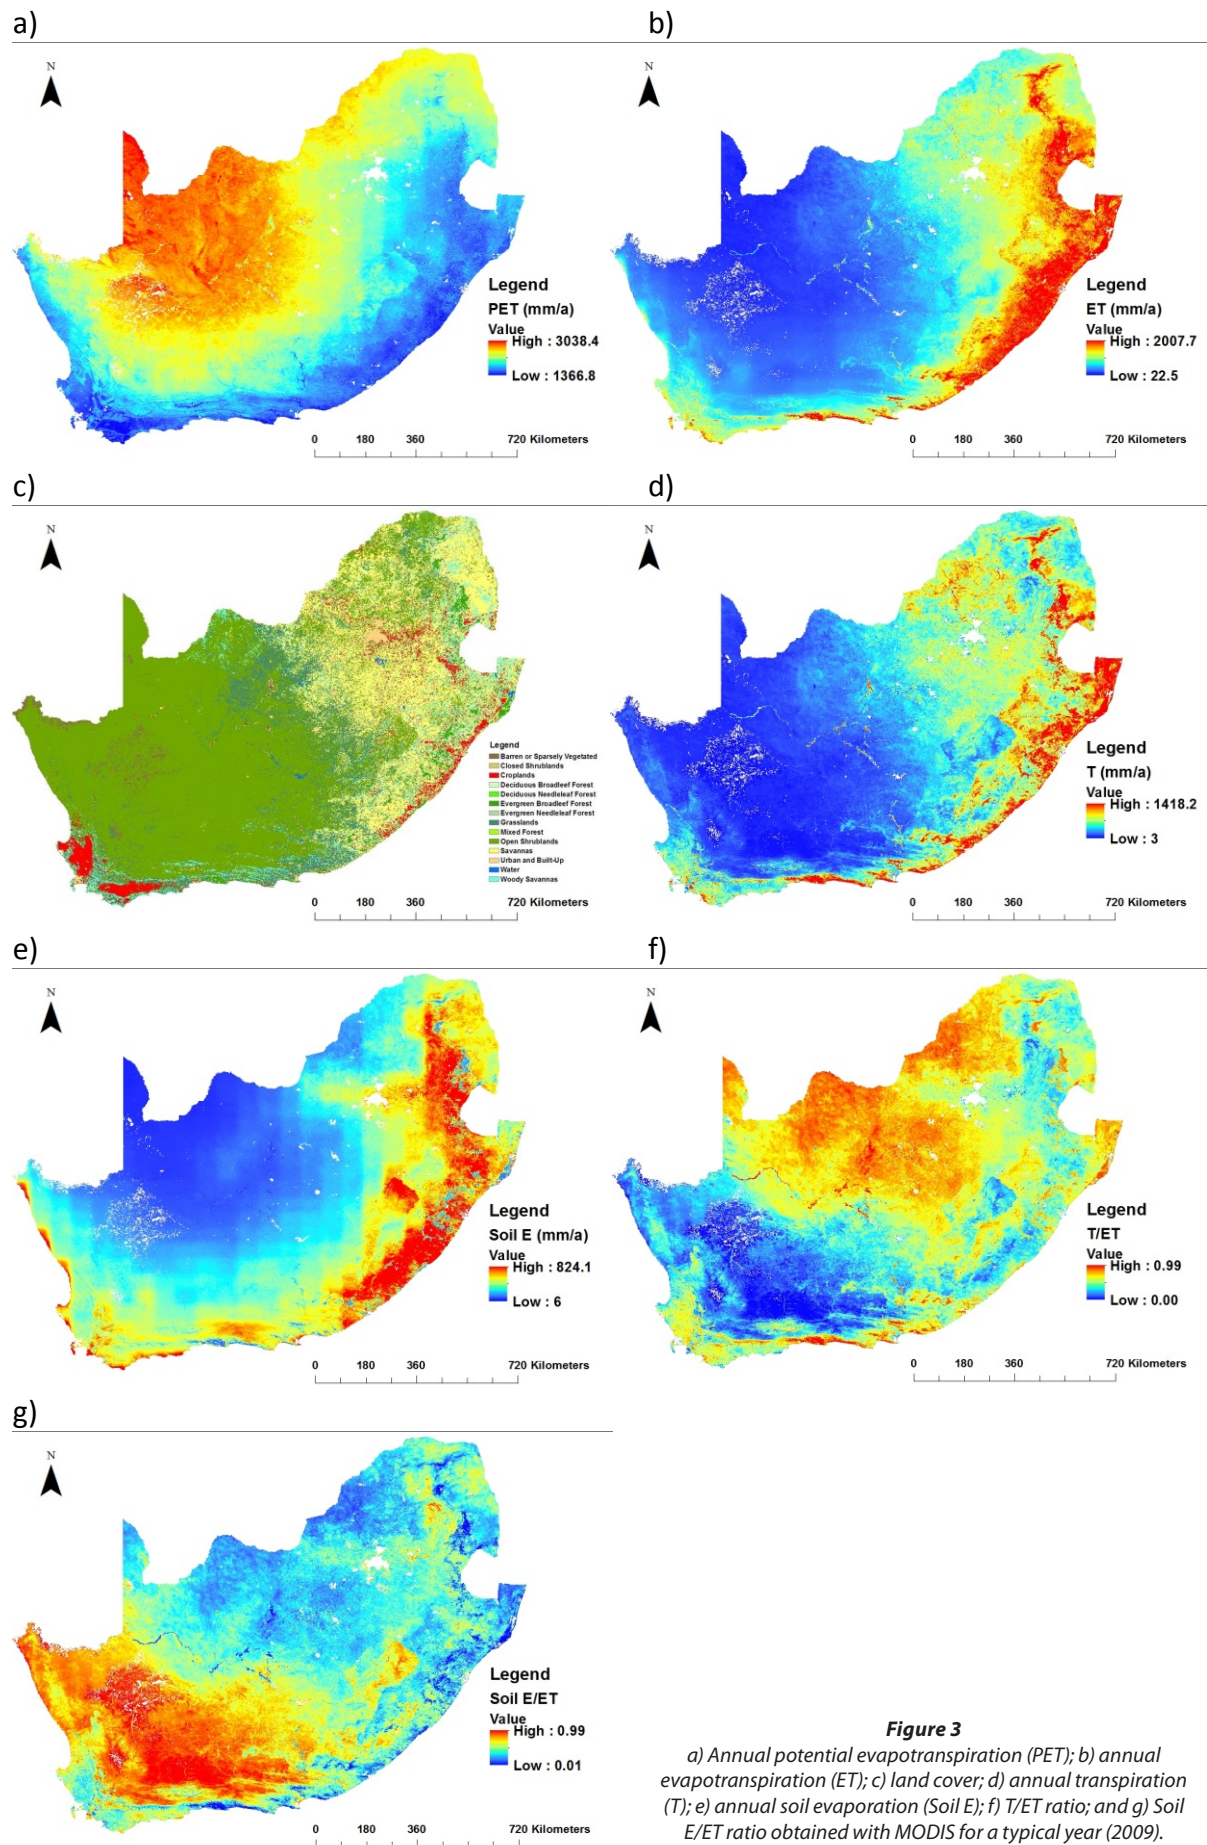 a)
N
Legend
PET (mm/a)
Value
High : 3038.4
Low : 1366.8
0 180 360 720 Kilometers
b)
N
Legend
ET (mm/a)
Value
High : 2007.7
Low : 22.5
0 180 360 720 Kilometers
c)
N
Legend
Barren or Sparsely Vegetated
Closed Shrublands
Croplands
Deciduous Broadleef Forest
Deciduous Needleleaf Forest
Evergreen Broadleef Forest
Evergreen Needleleaf Forest
Grasslands
Mixed Forest
Open Shrublands
Savannas
Urban and Built-Up
Water
Woody Savannas
0 180 360 720 Kilometers
d)
N
Legend
T (mm/a)
Value
High : 1418.2
Low : 3
0 180 360 720 Kilometers
e)
N
Legend
Soil E (mm/a)
Value
High : 824.1
Low : 6
0 180 360 720 Kilometers
f)
N
Legend
T/ET
Value
High : 0.99
Low : 0.00
0 180 360 720 Kilometers
g)
N
Legend
Soil E/ET
Value
High : 0.99
Low : 0.01
0 180 360 720 Kilometers
Figure 3
a) Annual potential evapotranspiration (PET); b) annual
evapotranspiration (ET); c) land cover; d) annual transpiration
(T); e) annual soil evaporation (Soil E); f) T/ET ratio; and g) Soil
E/ET ratio obtained with MODIS for a typical year (2009).